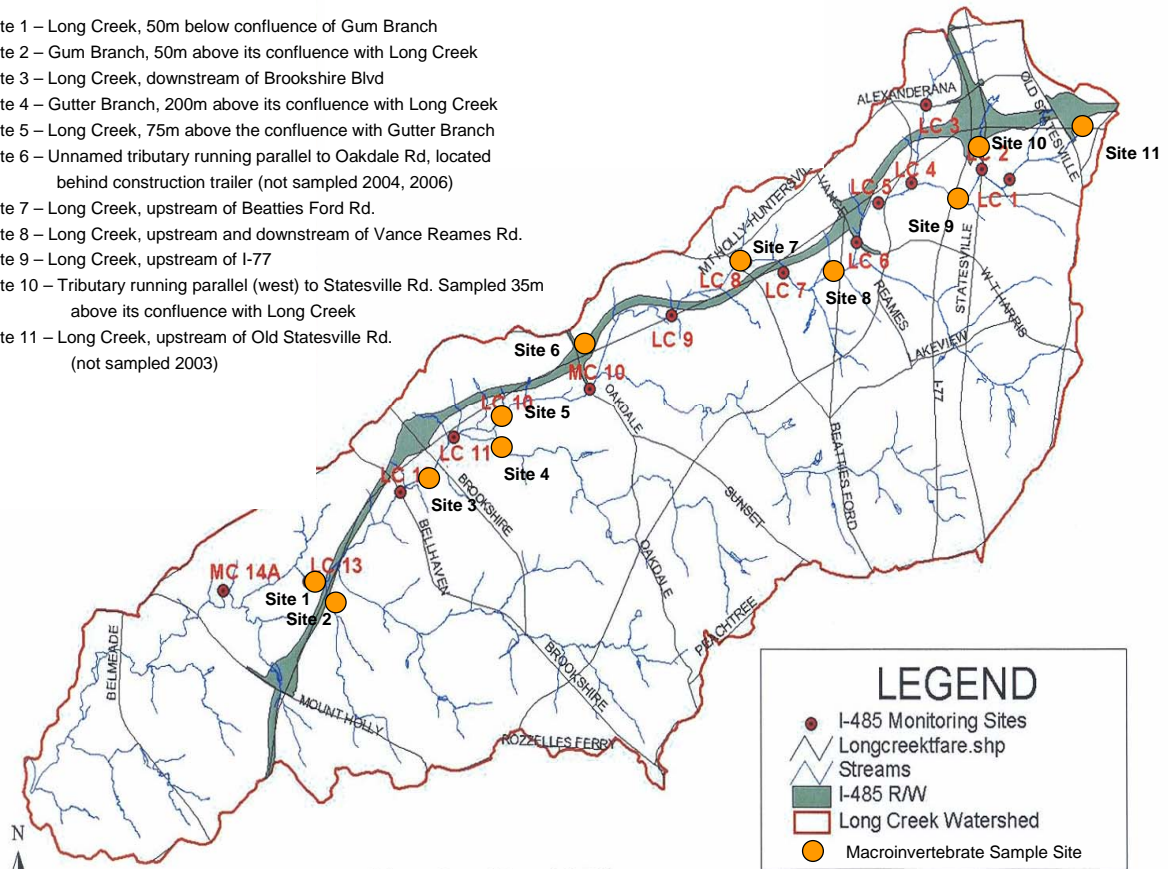 te 1 – Long Creek, 50m below confluence of Gum Branch
te 2 – Gum Branch, 50m above its confluence with Long Creek
te 3 – Long Creek, downstream of Brookshire Blvd
te 4 – Gutter Branch, 200m above its confluence with Long Creek
te 5 – Long Creek, 75m above the confluence with Gutter Branch
te 6 – Unnamed tributary running parallel to Oakdale Rd, located
behind construction trailer (not sampled 2004, 2006)
te 7 – Long Creek, upstream of Beatties Ford Rd.
te 8 – Long Creek, upstream and downstream of Vance Reames Rd.
te 9 – Long Creek, upstream of I-77
te 10 – Tributary running parallel (west) to Statesville Rd. Sampled 35m
above its confluence with Long Creek
te 11 – Long Creek, upstream of Old Statesville Rd.
(not sampled 2003)
ALEXANDERANA
OLD STATESVILLE
LC 3
Site 10
Site 11
LC 4
LC 2
LC 5
LC 1
MT HOLLY-HUNTERSVIL
VANCE
Site 9
Site 7
LC 6
LC 8
LC 7
Site 8
REAMES
STATESVILLE
W-T HARRIS
LC 9
LAKEVIEW
Site 6
MC 10
I-77
LC 10
Site 5
OAKDALE
LC 11
Site 4
BEATTIES FORD
LC 1
Site 3
BROOKSHIRE
SUNSET
BELLHAVEN
OAKDALE
MC 14A
LC 13
Site 1
Site 2
PEACHTREE
BELMEADE
BROOKSHIRE
MOUNT HOLLY
ROZZELLES FERRY
LEGEND
I-485 Monitoring Sites
Longcreektfare.shp
Streams
I-485 R/W
Long Creek Watershed
Macroinvertebrate Sample Site
N